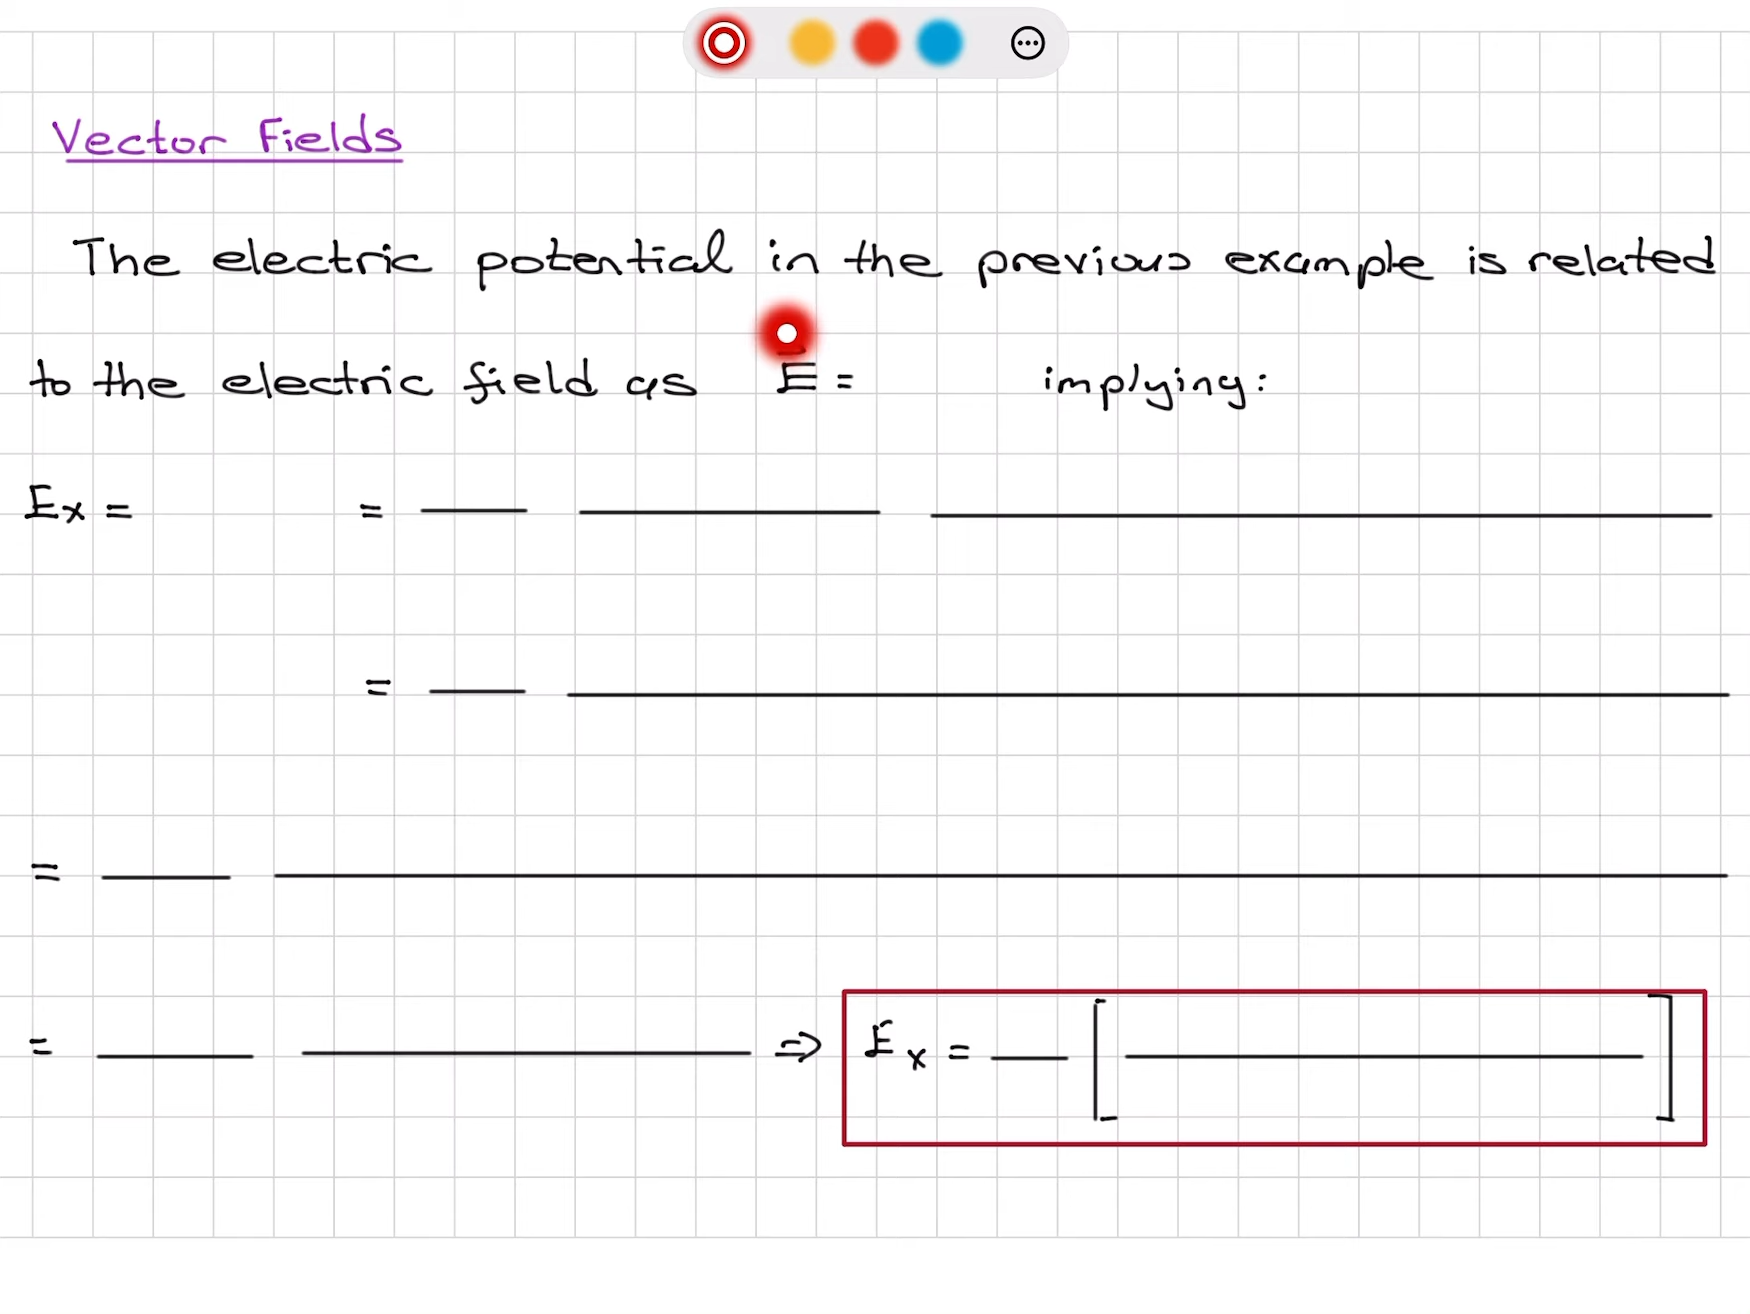 Vector Fields
The electric potential in the previous example is related
to the electric field as E̅ = implying:
Ex = =
=
=
= ⇒ Ex = [ ]